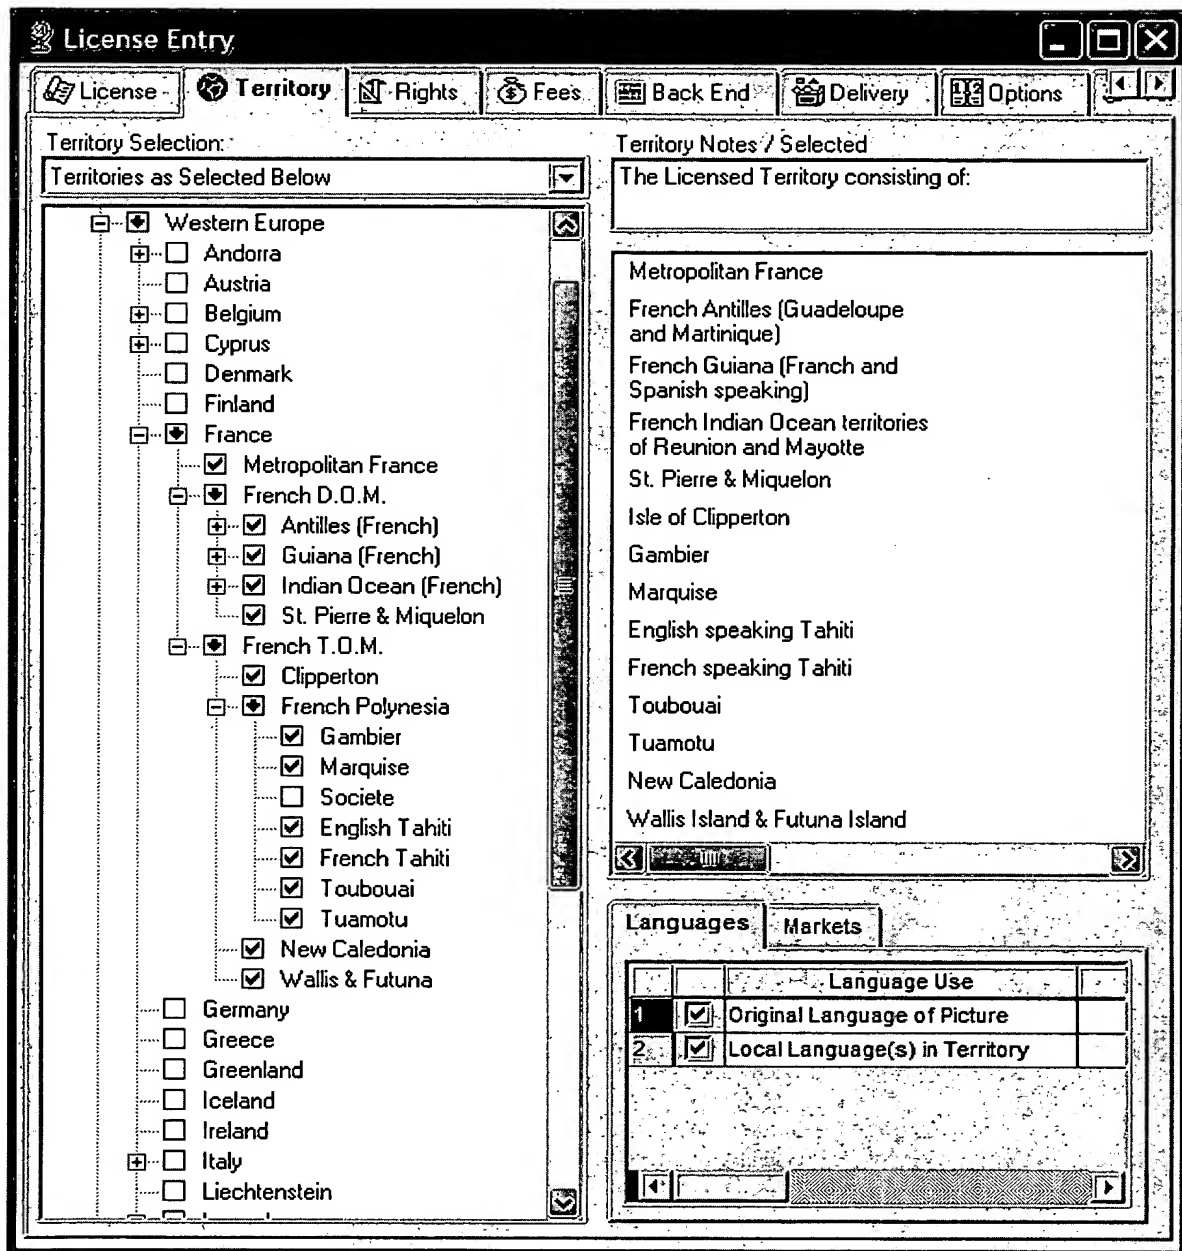 License Entry
License
Territory
Rights
Fees
Back End
Delivery
Options
Territory Selection:
Territories as Selected Below
Western Europe
Andorra
Austria
Belgium
Cyprus
Denmark
Finland
France
Metropolitan France
French D.O.M.
Antilles (French)
Guiana (French)
Indian Ocean (French)
St. Pierre & Miquelon
French T.O.M.
Clipperton
French Polynesia
Gambier
Marquise
Societe
English Tahiti
French Tahiti
Toubouai
Tuamotu
New Caledonia
Wallis & Futuna
Germany
Greece
Greenland
Iceland
Ireland
Italy
Liechtenstein
Territory Notes / Selected
The Licensed Territory consisting of:
Metropolitan France
French Antilles (Guadeloupe
and Martinique)
French Guiana (Franch and
Spanish speaking)
French Indian Ocean territories
of Reunion and Mayotte
St. Pierre & Miquelon
Isle of Clipperton
Gambier
Marquise
English speaking Tahiti
French speaking Tahiti
Toubouai
Tuamotu
New Caledonia
Wallis Island & Futuna Island
Languages
Markets
Language Use
1 Original Language of Picture
2 Local Language(s) in Territory